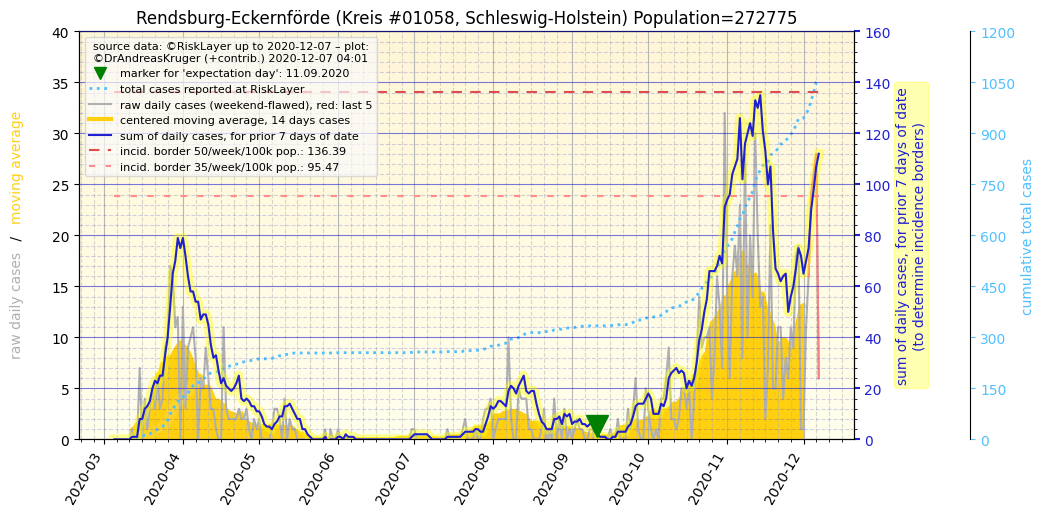 Rendsburg-Eckernförde (Kreis #01058, Schleswig-Holstein) Population=272775
source data: ©RiskLayer up to 2020-12-07 – plot:
©DrAndreasKruger (+contrib.) 2020-12-07 04:01
marker for 'expectation day': 11.09.2020
total cases reported at RiskLayer
raw daily cases (weekend-flawed), red: last 5
centered moving average, 14 days cases
sum of daily cases, for prior 7 days of date
incid. border 50/week/100k pop.: 136.39
incid. border 35/week/100k pop.: 95.47
raw daily cases / moving average
40
35
30
25
20
15
10
5
0
2020-03
2020-04
2020-05
2020-06
2020-07
2020-08
2020-09
2020-10
2020-11
2020-12
160
140
120
100
80
60
40
20
0
sum of daily cases, for prior 7 days of date
(to determine incidence borders)
1200
1050
900
750
600
450
300
150
0
cumulative total cases